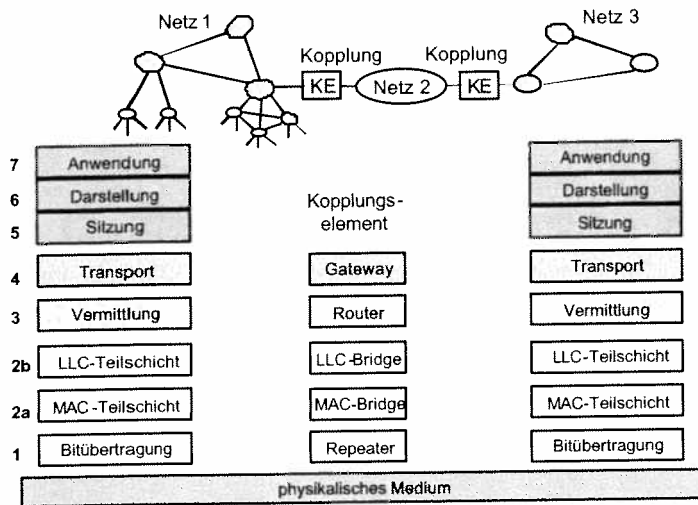 Netz 1
Netz 3
Kopplung
Kopplung
KE
Netz 2
KE
7
Anwendung
Anwendung
6
Darstellung
Kopplungs-
element
Darstellung
5
Sitzung
Sitzung
4
Transport
Gateway
Transport
3
Vermittlung
Router
Vermittlung
2b
LLC-Teilschicht
LLC-Bridge
LLC-Teilschicht
2a
MAC-Teilschicht
MAC-Bridge
MAC-Teilschicht
1
Bitübertragung
Repeater
Bitübertragung
physikalisches Medium